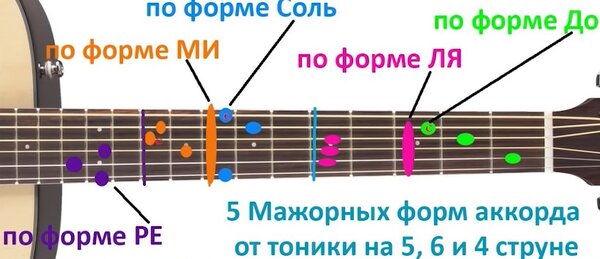 по форме Соль
по форме До
по форме МИ
по форме ЛЯ
по форме РЕ
5 Мажорных форм аккорда
от тоники на 5, 6 и 4 струне